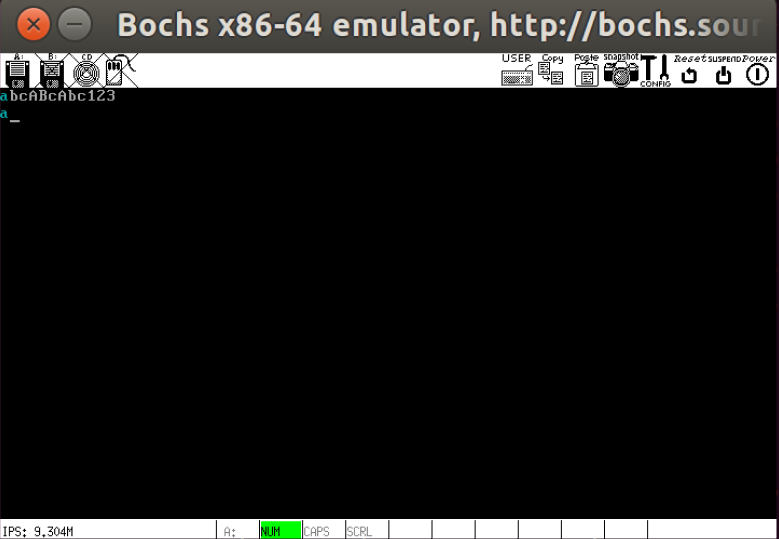 Bochs x86-64 emulator, http://bochs.sour
A: B: CD USER Copy Paste snapshot CONFIG Reset SUSPEND Power
abcABcAbc123
a_
IPS: 9.304M A: NUM CAPS SCRL